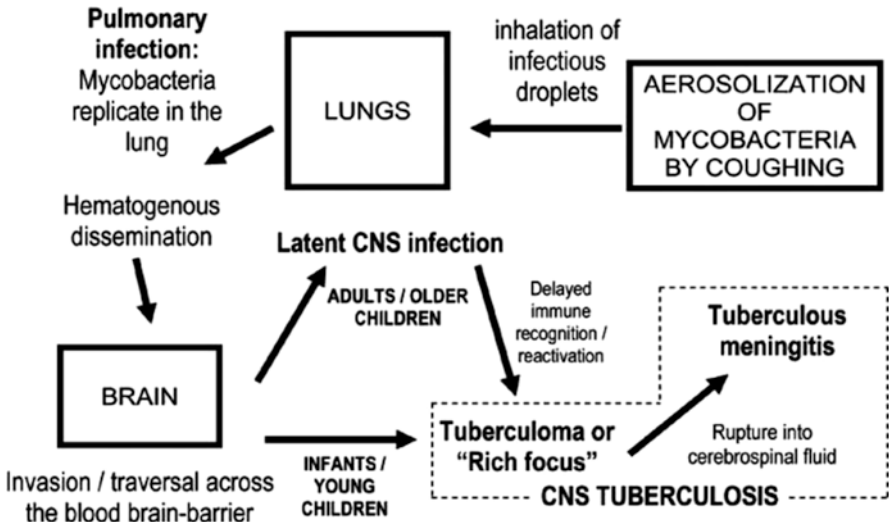 Pulmonary
infection:
Mycobacteria
replicate in the
lung
LUNGS
inhalation of
infectious
droplets
AEROSOLIZATION
OF
MYCOBACTERIA
BY COUGHING
Hematogenous
dissemination
Latent CNS infection
ADULTS / OLDER
CHILDREN
Delayed
immune
recognition /
reactivation
Tuberculous
meningitis
BRAIN
Tuberculoma or
“Rich focus”
Rupture into
cerebrospinal fluid
INFANTS /
YOUNG
CHILDREN
CNS TUBERCULOSIS
Invasion / traversal across
the blood brain-barrier